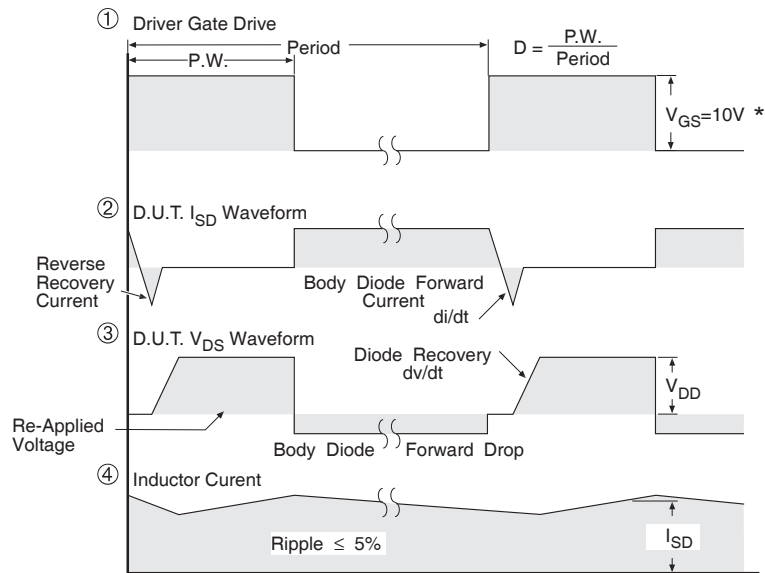 ① Driver Gate Drive
Period
P.W.
D = P.W. / Period
V_GS=10V *
② D.U.T. I_SD Waveform
Reverse
Recovery
Current
Body Diode Forward
Current
di/dt
③ D.U.T. V_DS Waveform
Diode Recovery
dv/dt
V_DD
Re-Applied
Voltage
Body Diode Forward Drop
④ Inductor Curent
Ripple ≤ 5%
I_SD